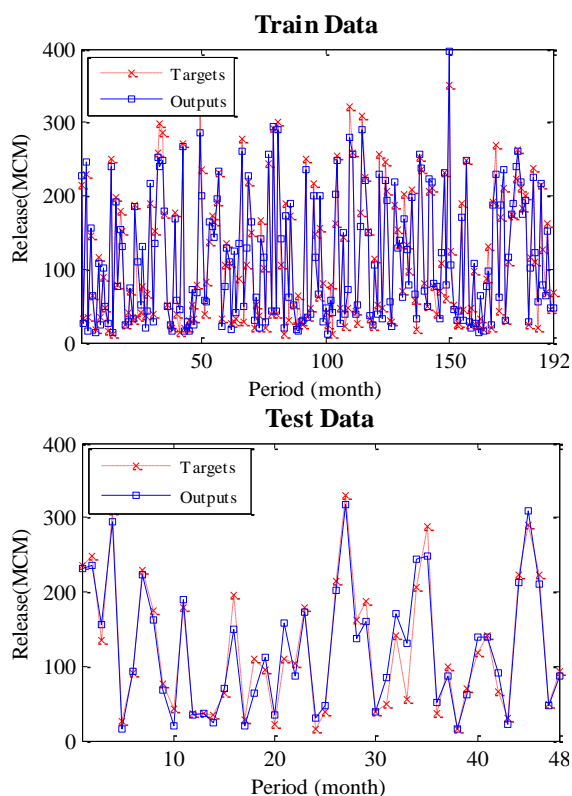 Train Data
400
300
200
100
0
Release(MCM)
Targets
Outputs
50
100
150
192
Period (month)
Test Data
400
300
200
100
0
Release(MCM)
Targets
Outputs
10
20
30
40
48
Period (month)